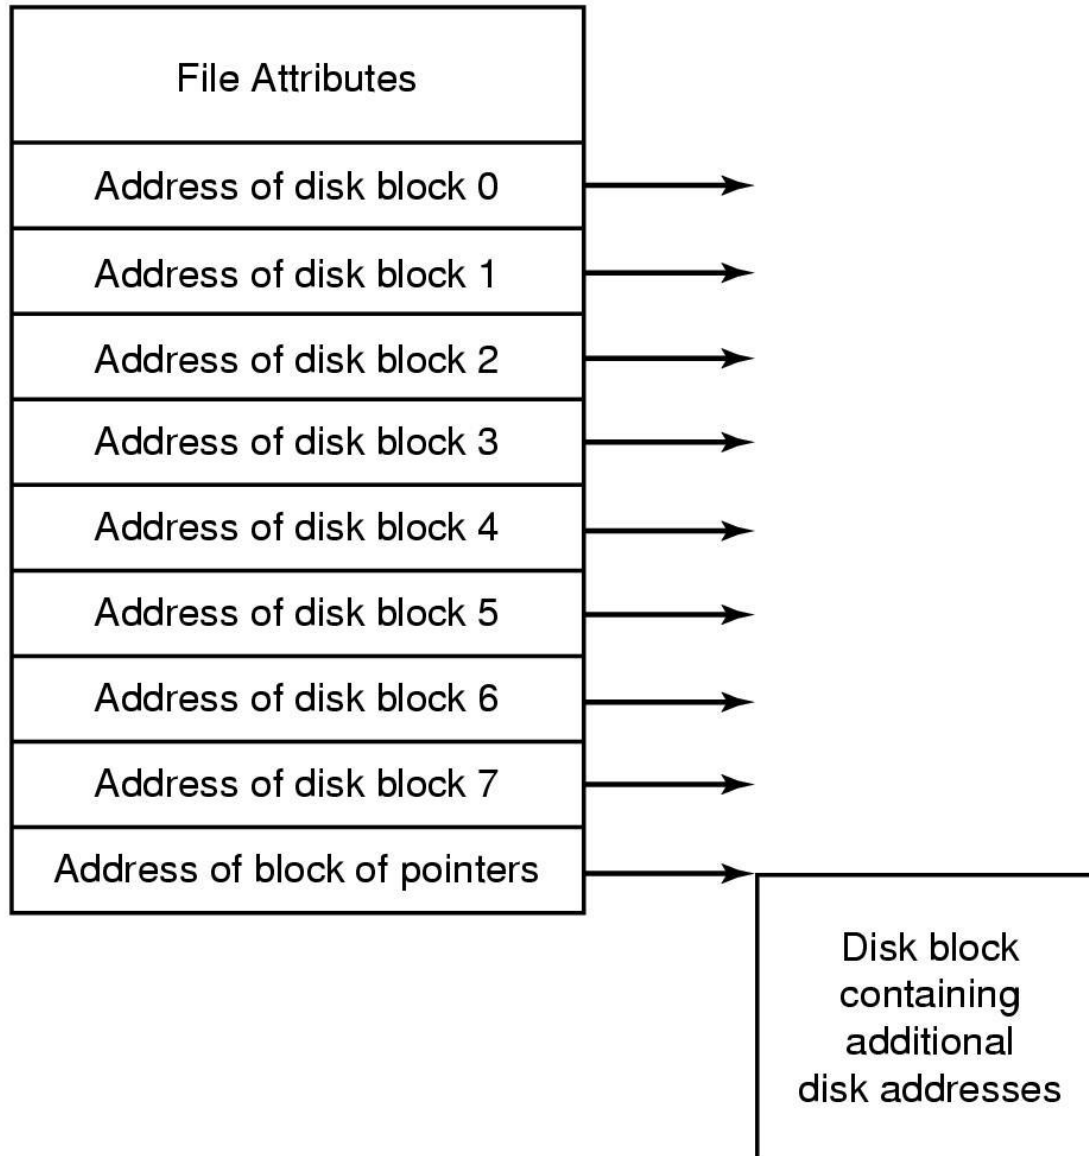 File Attributes
Address of disk block 0
Address of disk block 1
Address of disk block 2
Address of disk block 3
Address of disk block 4
Address of disk block 5
Address of disk block 6
Address of disk block 7
Address of block of pointers
Disk block
containing
additional
disk addresses